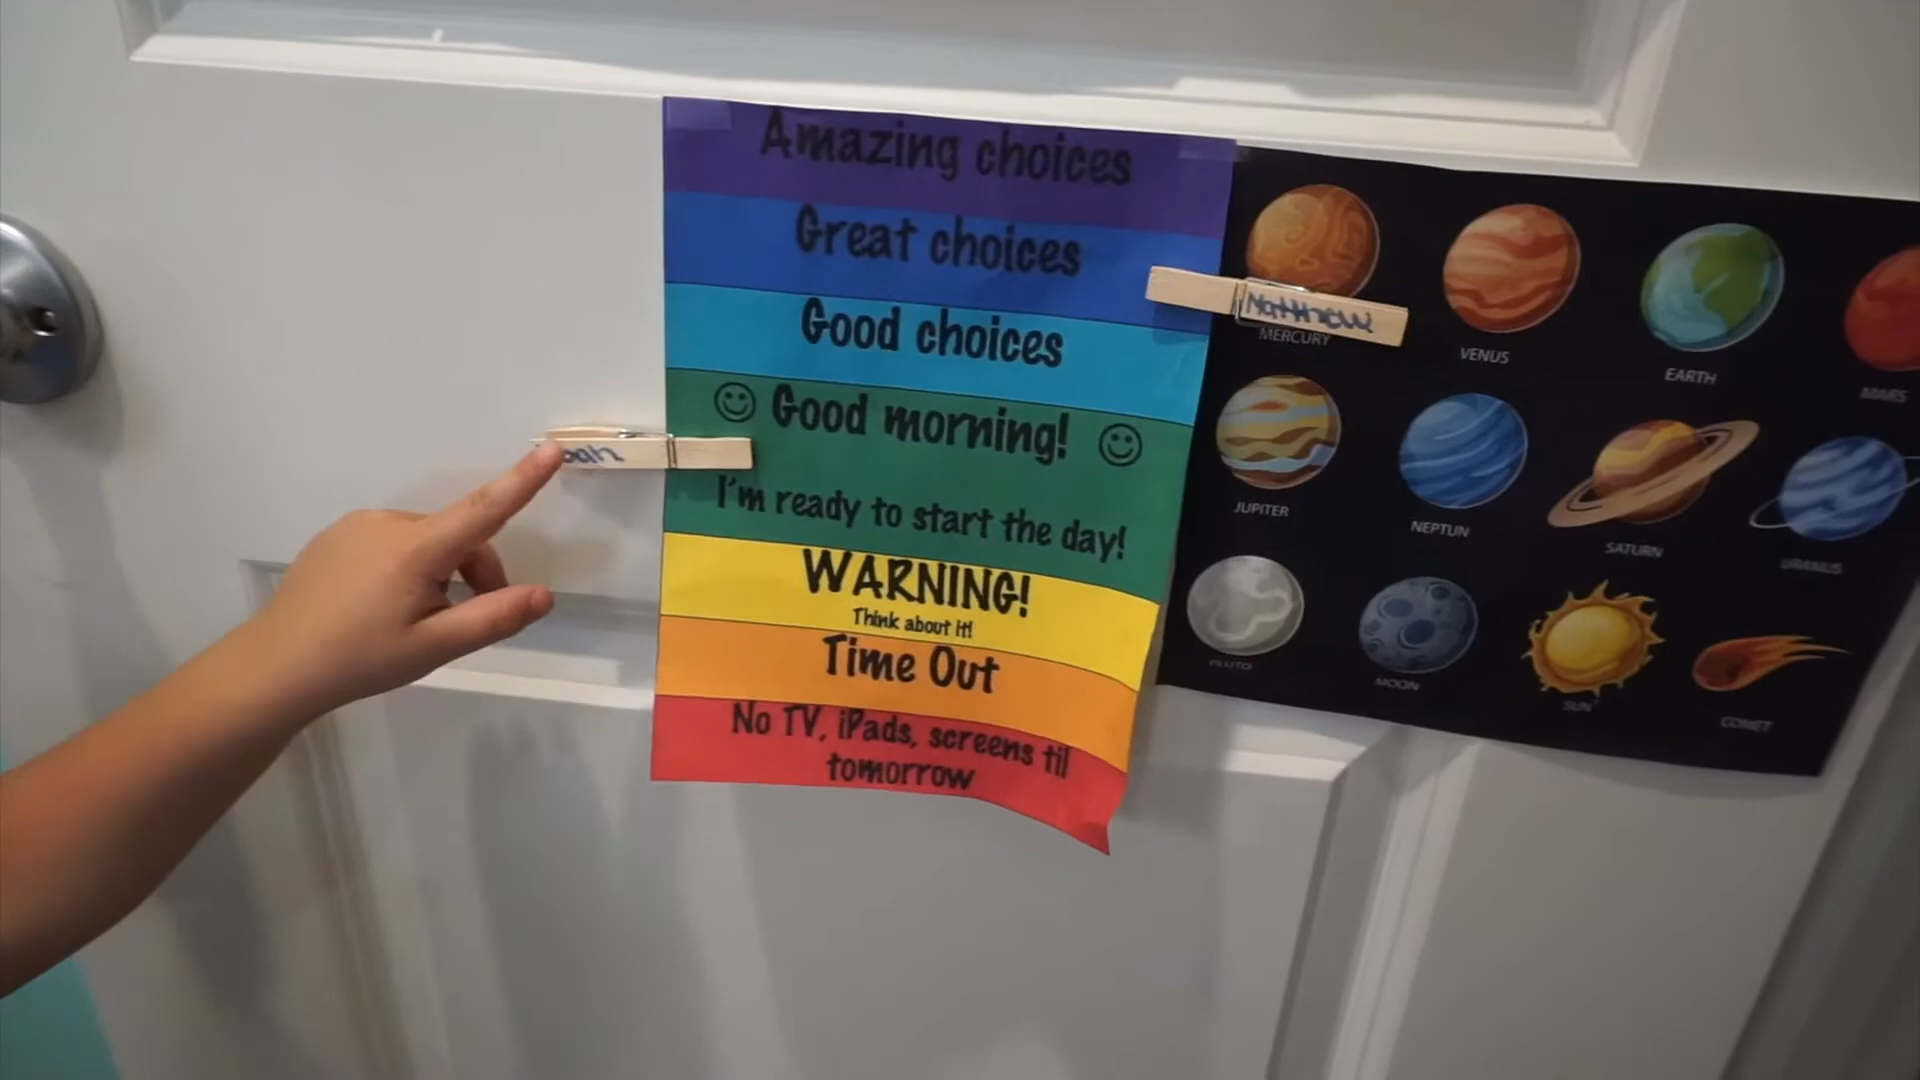 Amazing choices
Great choices
Good choices
Good morning!
I'm ready to start the day!
WARNING!
Think about it!
Time Out
No TV, iPads, screens til
tomorrow
Matthew
MERCURY
VENUS
EARTH
MARS
JUPITER
NEPTUN
SATURN
URANUS
PLUTO
MOON
SUN
COMET